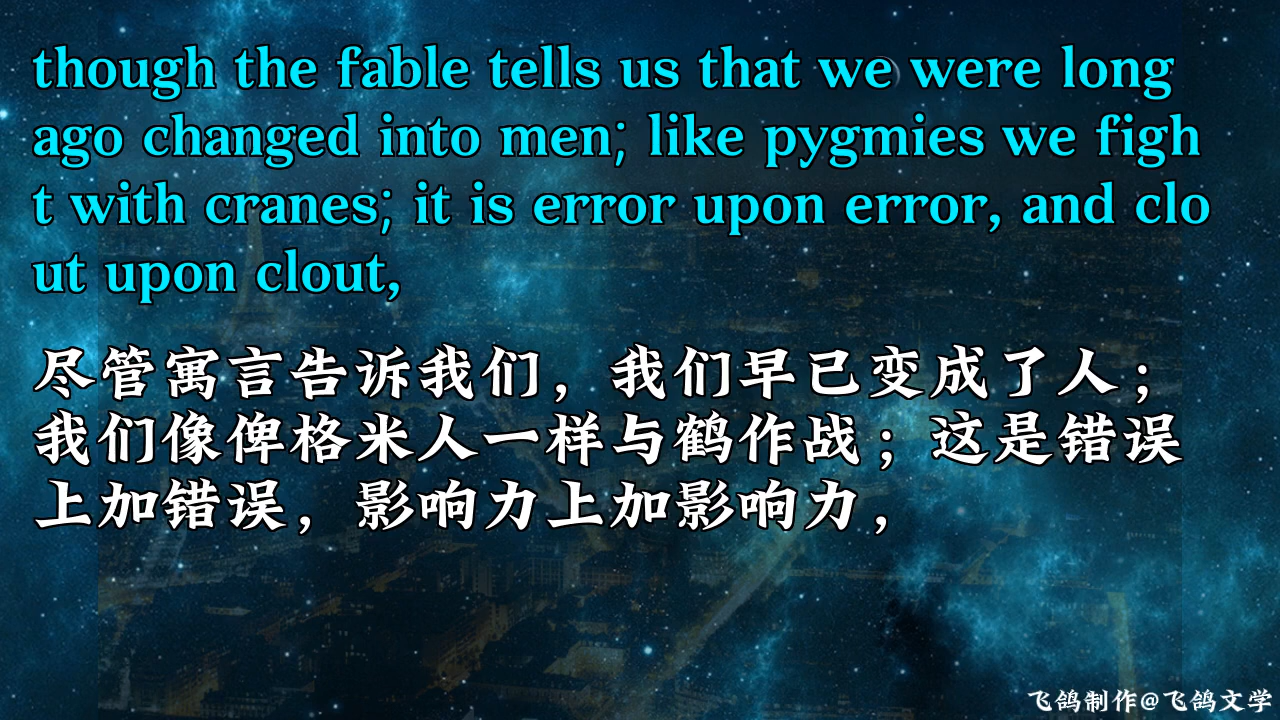 though the fable tells us that we were long
ago changed into men; like pygmies we figh
t with cranes; it is error upon error, and clo
ut upon clout,
尽管寓言告诉我们，我们早已变成了人；
我们像俾格米人一样与鹤作战；这是错误
上加错误，影响力上加影响力，
飞鸽制作@飞鸽文学